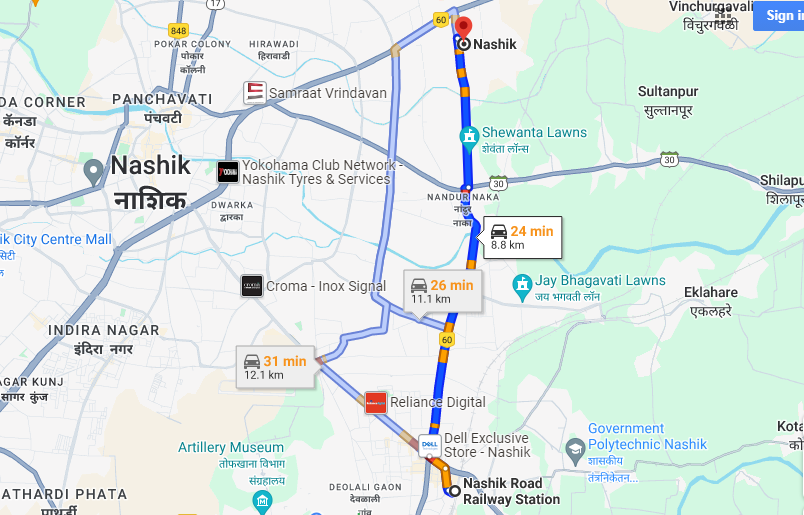 Vinchurgavali
विंचुरगवळी
Sign i
17
60
848
Nashik
POKAR COLONY
पोकार
कॉलनी
HIRAWADI
हिरावाडी
Sultanpur
सुल्तानपूर
DA CORNER
कॅनडा
कॉर्नर
PANCHAVATI
पंचवटी
Samraat Vrindavan
Shewanta Lawns
शेवंता लॉन्स
Nashik
नाशिक
Yokohama Club Network -
Nashik Tyres & Services
30
30
Shilapu
शिलापू
NANDUR NAKA
नांदुर
नाका
DWARKA
द्वारका
24 min
8.8 km
ik City Centre Mall
सिटी
Croma - Inox Signal
26 min
11.1 km
Jay Bhagavati Lawns
जय भगवती लॉन
Eklahare
एकलहरे
INDIRA NAGAR
इंदिरा नगर
60
31 min
12.1 km
AGAR KUNJ
सागर कुंज
Reliance Digital
DELL
Dell Exclusive
Store - Nashik
Government
Polytechnic Nashik
शासकीय
तंत्रनिकेतन...
Kota
को
Artillery Museum
तोफखाना विभाग
संग्रहालय
Nashik Road
Railway Station
DEOLALI GAON
देवळाली
गांव
ATHARDI PHATA
पाथर्डी